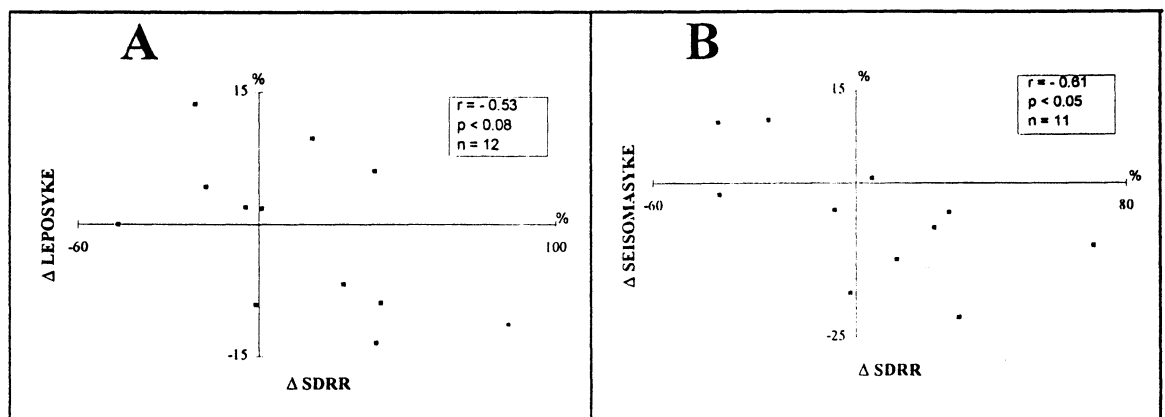 A
%
15
r = - 0.53
p < 0.08
n = 12
Δ LEPOSYKE
%
-60
100
-15
Δ SDRR
B
%
15
r = - 0.61
p < 0.05
n = 11
Δ SEISOMASYKE
%
-60
80
-25
Δ SDRR